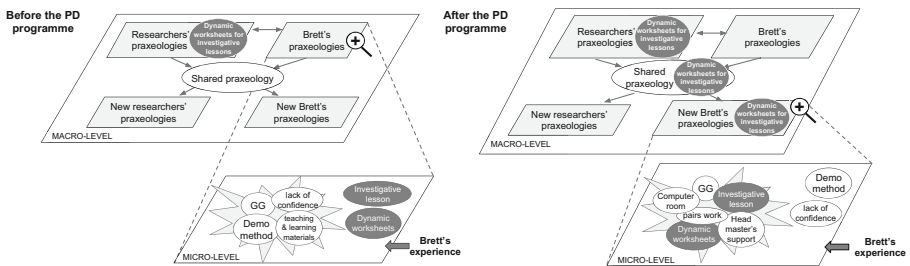 Before the PD
programme
Researchers'
praxeologies
Dynamic
worksheets for
investigative
lessons
Brett's
praxeologies
Shared praxeology
New researchers'
praxeologies
New Brett's
praxeologies
MACRO-LEVEL
GG
lack of
confidence
Demo
method
teaching
& learning
materials
Investigative
lesson
Dynamic
worksheets
Brett's
experience
MICRO-LEVEL
After the PD
programme
Researchers'
praxeologies
Dynamic
worksheets for
investigative
lessons
Brett's
praxeologies
Shared
praxeology
Dynamic
worksheets for
investigative
lessons
New researchers'
praxeologies
New Brett's
praxeologies
Dynamic
worksheets for
investigative
lessons
MACRO-LEVEL
GG
Computer
room
Investigative
lesson
pairs work
Dynamic
worksheets
Head
master's
support
Demo
method
lack of
confidence
Brett's
experience
MICRO-LEVEL